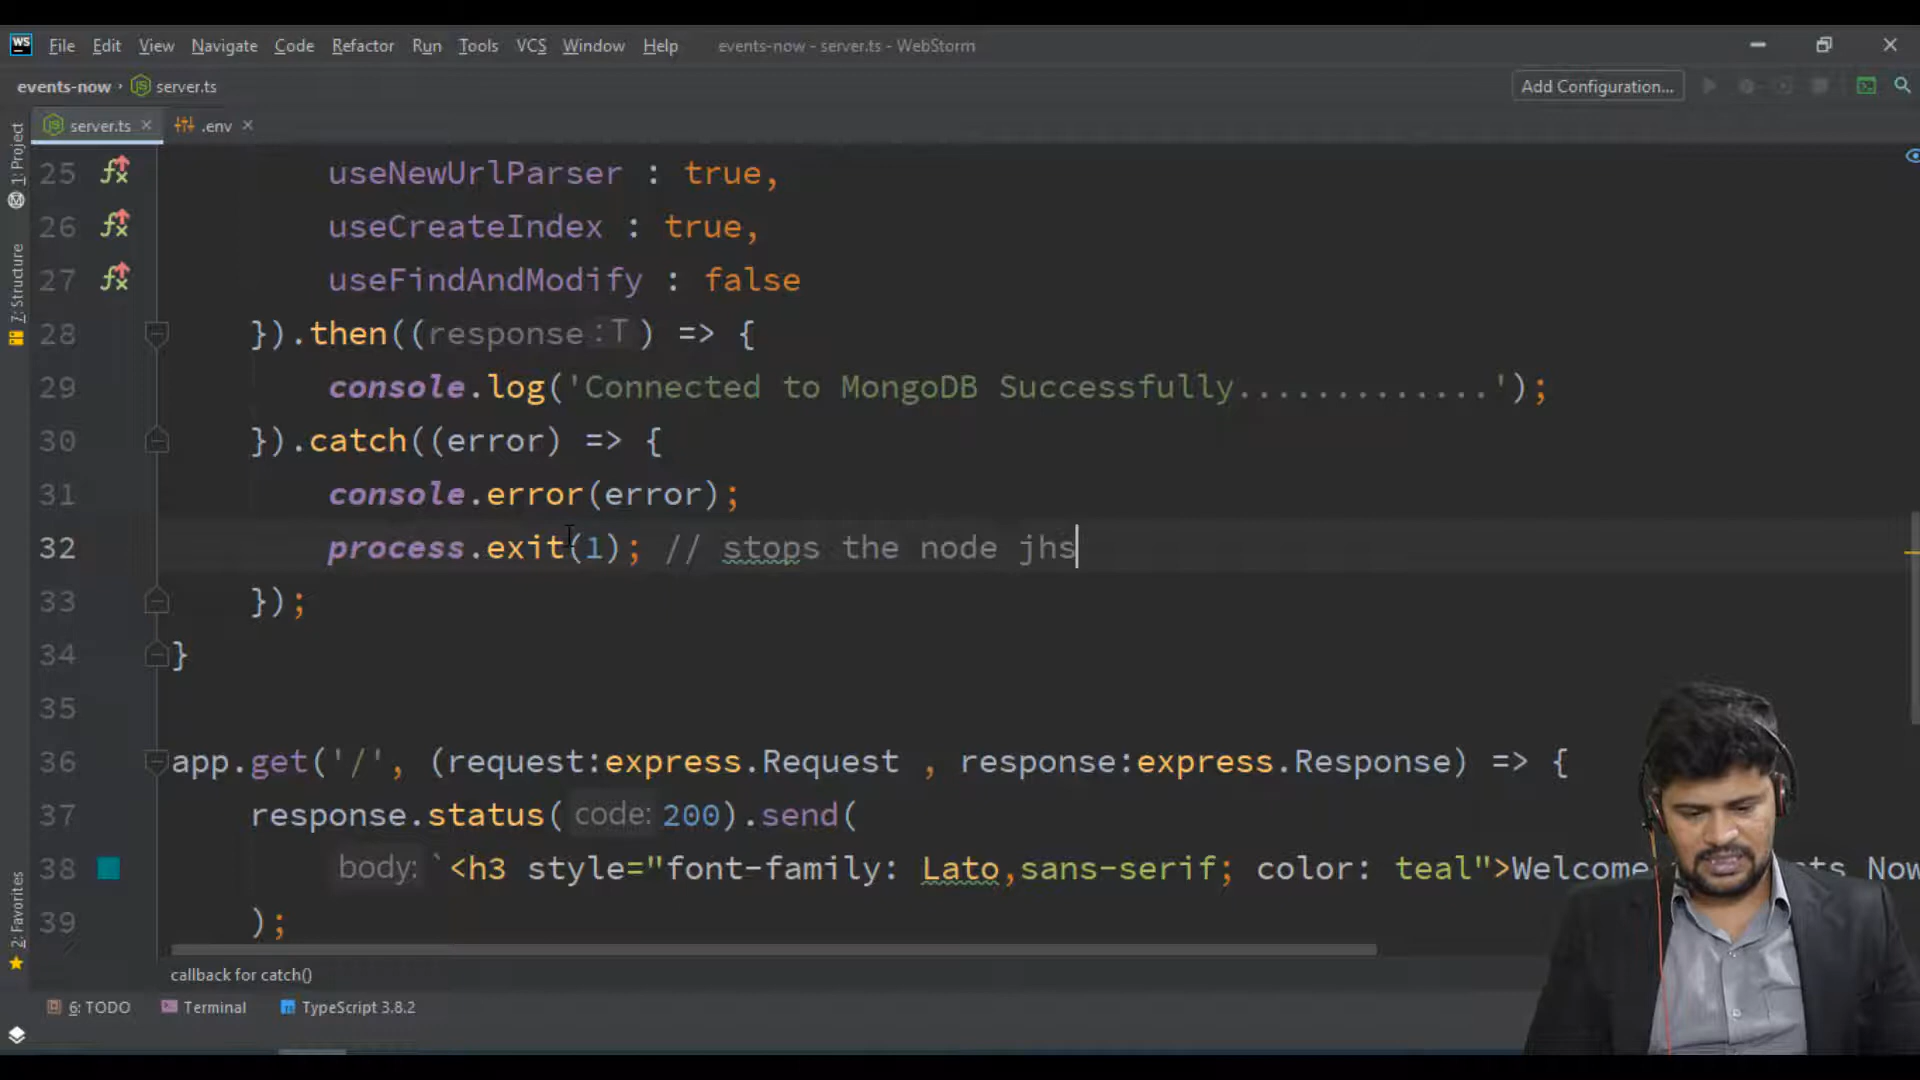 WS File Edit View Navigate Code Refactor Run Tools VCS Window Help events-now - server.ts - WebStorm
events-now server.ts Add Configuration...
server.ts .env
1: Project
7: Structure
2: Favorites
25 useNewUrlParser : true,
26 useCreateIndex : true,
27 useFindAndModify : false
28 }).then((response:T) => {
29 console.log('Connected to MongoDB Successfully.............');
30 }).catch((error) => {
31 console.error(error);
32 process.exit(1); // stops the node jhs
33 });
34 }
35
36 app.get('/', (request:express.Request , response:express.Response) => {
37 response.status( code: 200).send(
38 body: `<h3 style="font-family: Lato,sans-serif; color: teal">Welcome Now
39 );
callback for catch()
6: TODO Terminal TypeScript 3.8.2